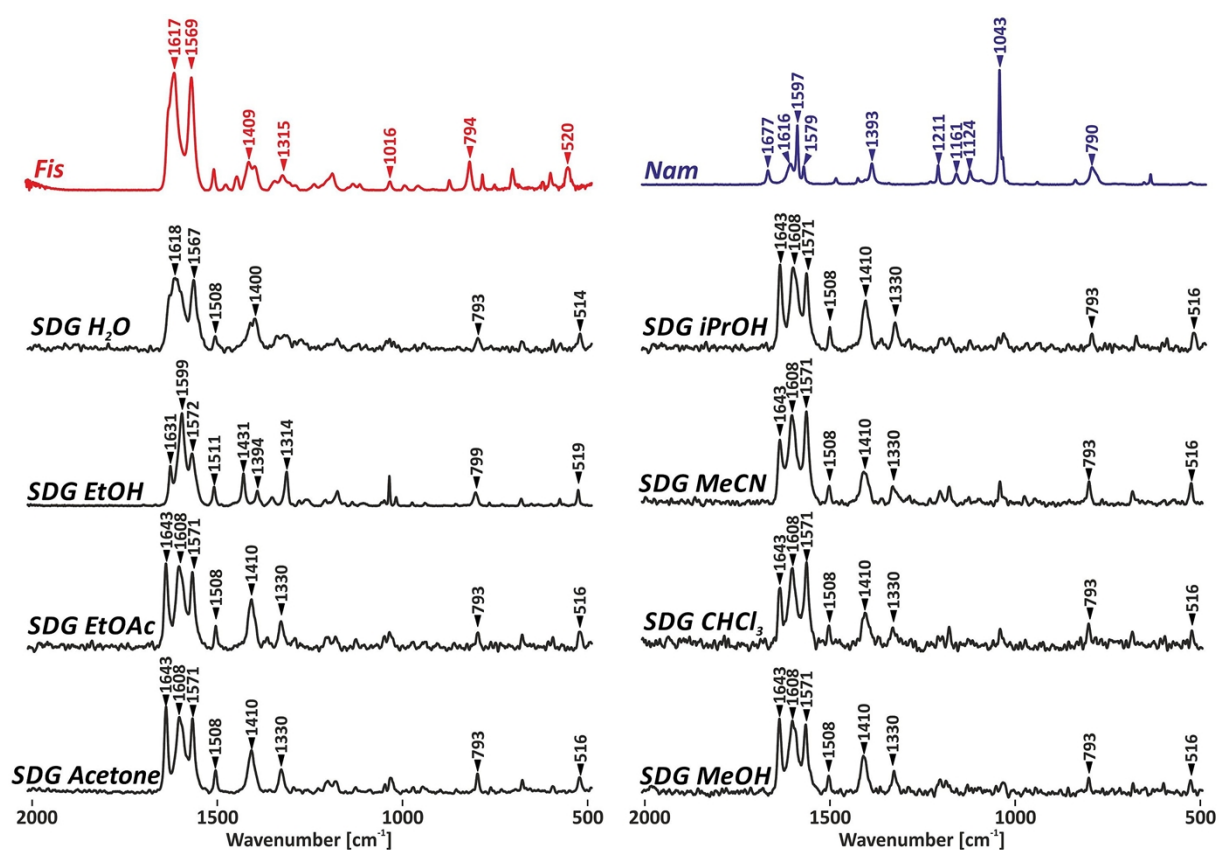 1617 1569
1409
1315
1016
794
520
Fis
1618 1567
1508
1400
793
514
SDG H₂O
1631 1599 1572
1511
1431 1394 1314
799
519
SDG EtOH
1643 1608 1571
1508
1410
1330
793
516
SDG EtOAc
1643 1608 1571
1508
1410
1330
793
516
SDG Acetone
2000 1500 1000 500
Wavenumber [cm⁻¹]
1677 1616 1597 1579
1393
1211 1161 1124
1043
790
Nam
1643 1608 1571
1508
1410
1330
793
516
SDG iPrOH
1643 1608 1571
1508
1410
1330
793
516
SDG MeCN
1643 1608 1571
1508
1410
1330
793
516
SDG CHCl₃
1643 1608 1571
1508
1410
1330
793
516
SDG MeOH
2000 1500 1000 500
Wavenumber [cm⁻¹]